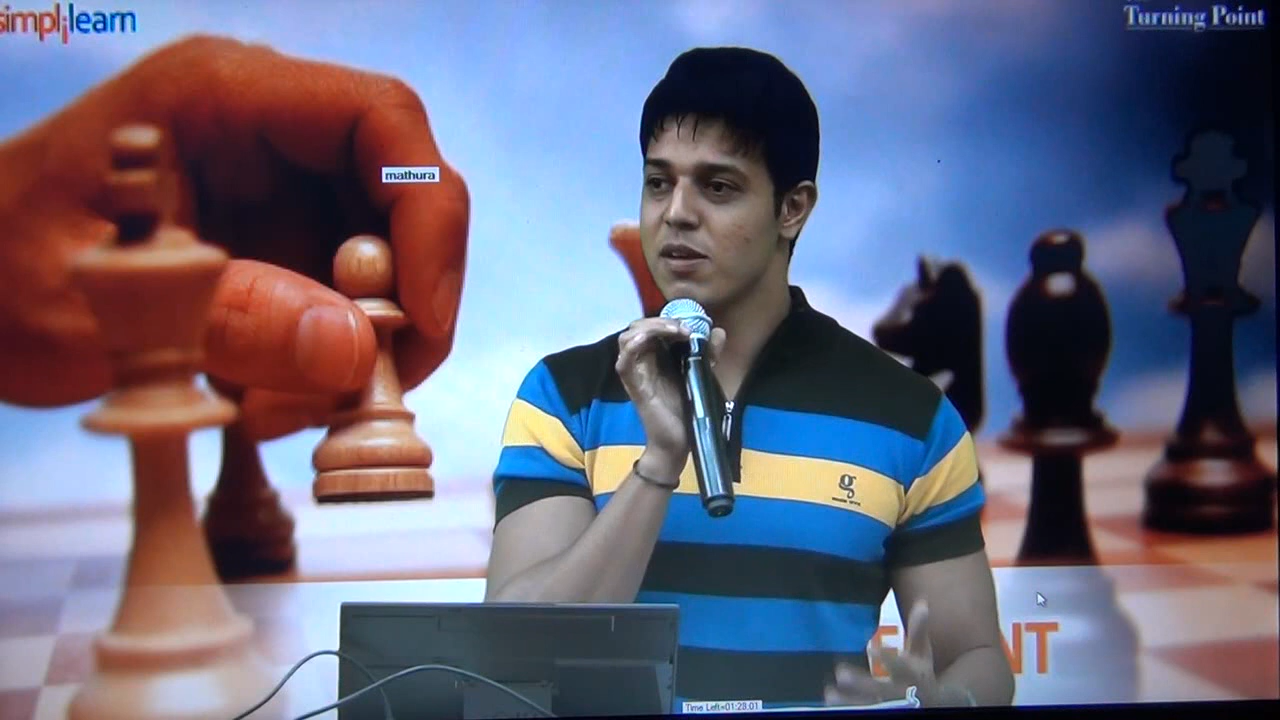 simplilearn
Turning Point
mathura
g
ENT
Time Left=01:28:01